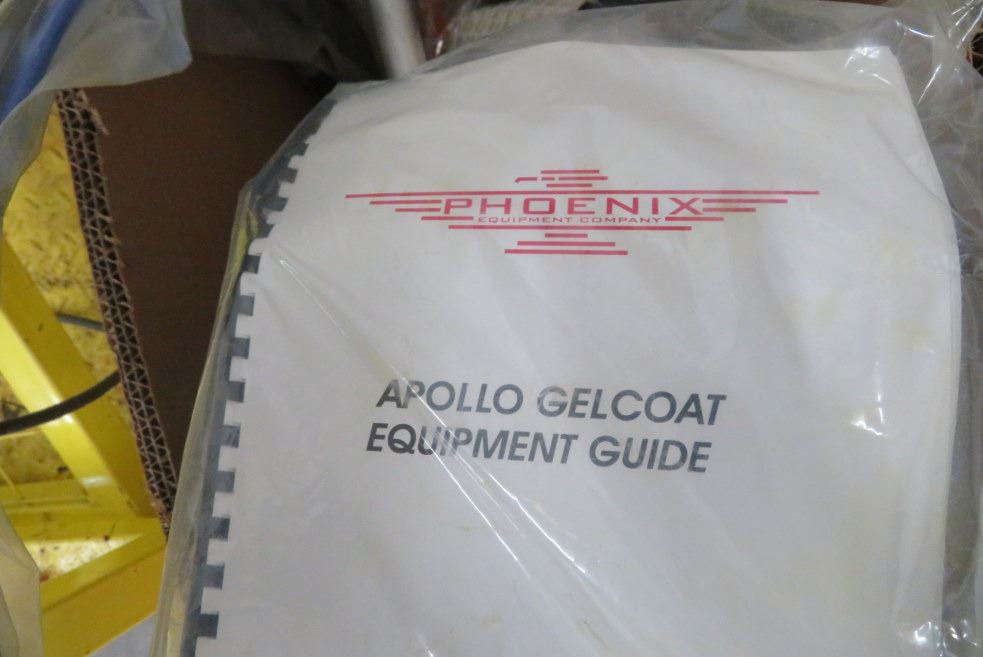 PHOENIX
EQUIPMENT COMPANY
APOLLO GELCOAT
EQUIPMENT GUIDE